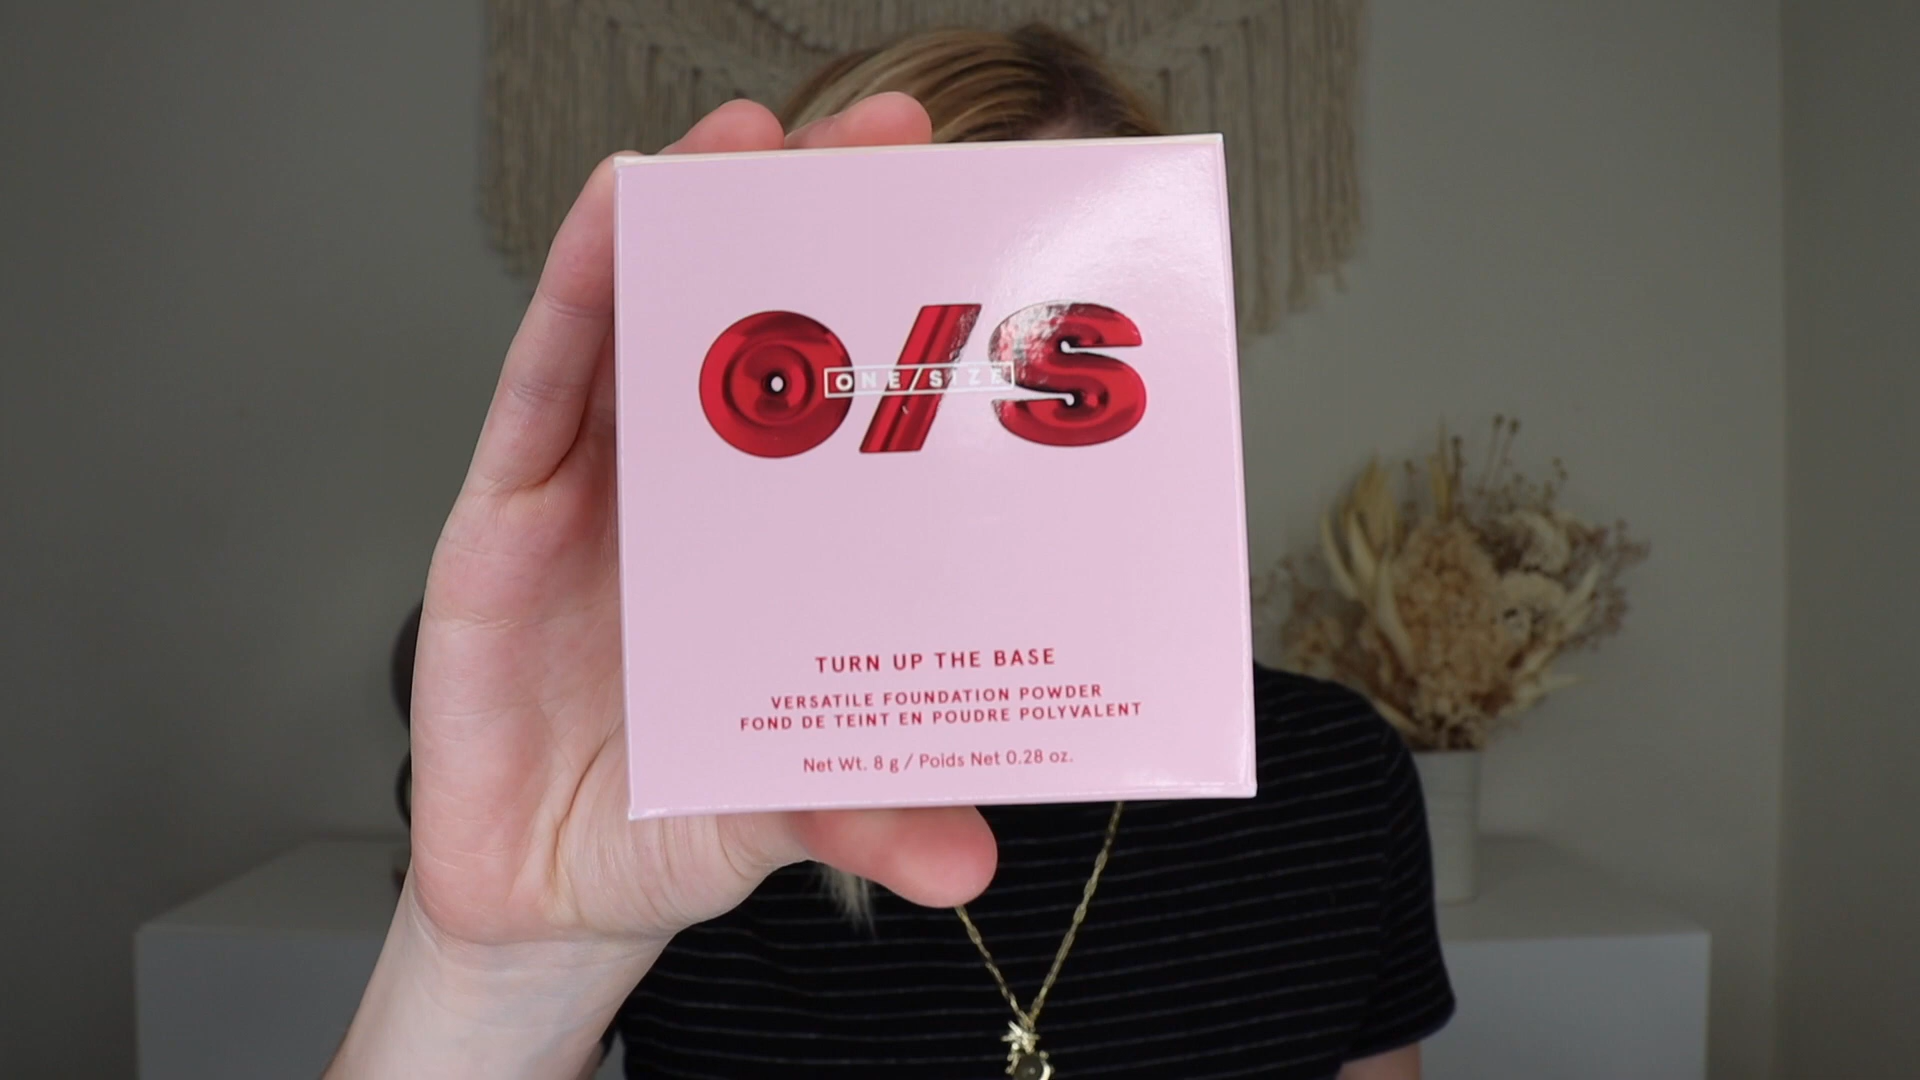 O/S
ONE/SIZE
TURN UP THE BASE
VERSATILE FOUNDATION POWDER
FOND DE TEINT EN POUDRE POLYVALENT
Net Wt. 8 g / Poids Net 0.28 oz.